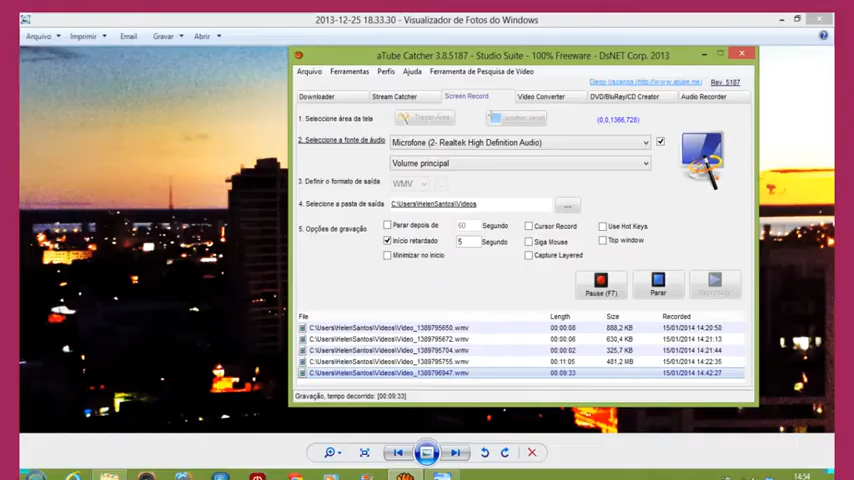 2013-12-25 18.33.30 - Visualizador de Fotos do Windows
Arquivo Imprimir Email Gravar Abrir
aTube Catcher 3.8.5187 - Studio Suite - 100% Freeware - DsNET Corp. 2013
Arquivo Ferramentas Perfis Ajuda Ferramenta de Pesquisa de Vídeo
Rev. 5187
Downloader Stream Catcher Screen Record Video Converter DVD/BluRay/CD Creator Audio Recorder
1. Seleccione área da tela Traçar Área (0,0,1366,728)
2. Seleccione a fonte de áudio Microfone (2- Realtek High Definition Audio)
Volume principal
3. Definir o formato de saída WMV
4. Selecione a pasta de saída C:\Users\HelenSantos\Videos ...
5. Opções de gravação Parar depois de 60 Segundo Cursor Record Use Hot Keys
Início retardado 5 Segundo Siga Mouse Top window
Minimizar no início Capture Layered
Pause (F7) Parar
File Length Size Recorded
C:\Users\HelenSantos\Videos\Video_1389795650.wmv 00:00:08 888,2 KB 15/01/2014 14:20:50
C:\Users\HelenSantos\Videos\Video_1389795672.wmv 00:00:06 630,4 KB 15/01/2014 14:21:13
C:\Users\HelenSantos\Videos\Video_1389795704.wmv 00:00:02 325,7 KB 15/01/2014 14:21:44
C:\Users\HelenSantos\Videos\Video_1389795755.wmv 00:11:05 481,2 MB 15/01/2014 14:22:35
C:\Users\HelenSantos\Videos\Video_1389796947.wmv 00:09:33 15/01/2014 14:42:27
Gravação, tempo decorrido: [00:09:33]
14:54